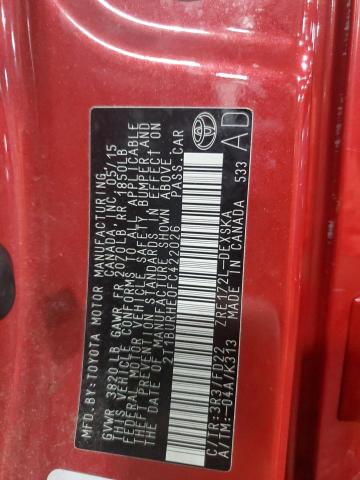 MFD.BY:TOYOTA MOTOR MANUFACTURING
CANADA, INC. 05/15
GVWR 3820 LB GAWR FR 2070LB RR 1850LB
THIS VEHICLE CONFORMS TO ALL APPLICABLE
FEDERAL MOTOR VEHICLE SAFETY, BUMPER AND
THEFT PREVENTION STANDARDS IN EFFECT ON
THE DATE OF MANUFACTURE SHOWN ABOVE.
2T1BURHE0FC422026 PASS.CAR
C/TR:3R3/FD22 ZRE172L-DEXSKA
A/TM:-04A/K313 MADE IN CANADA 533
AD